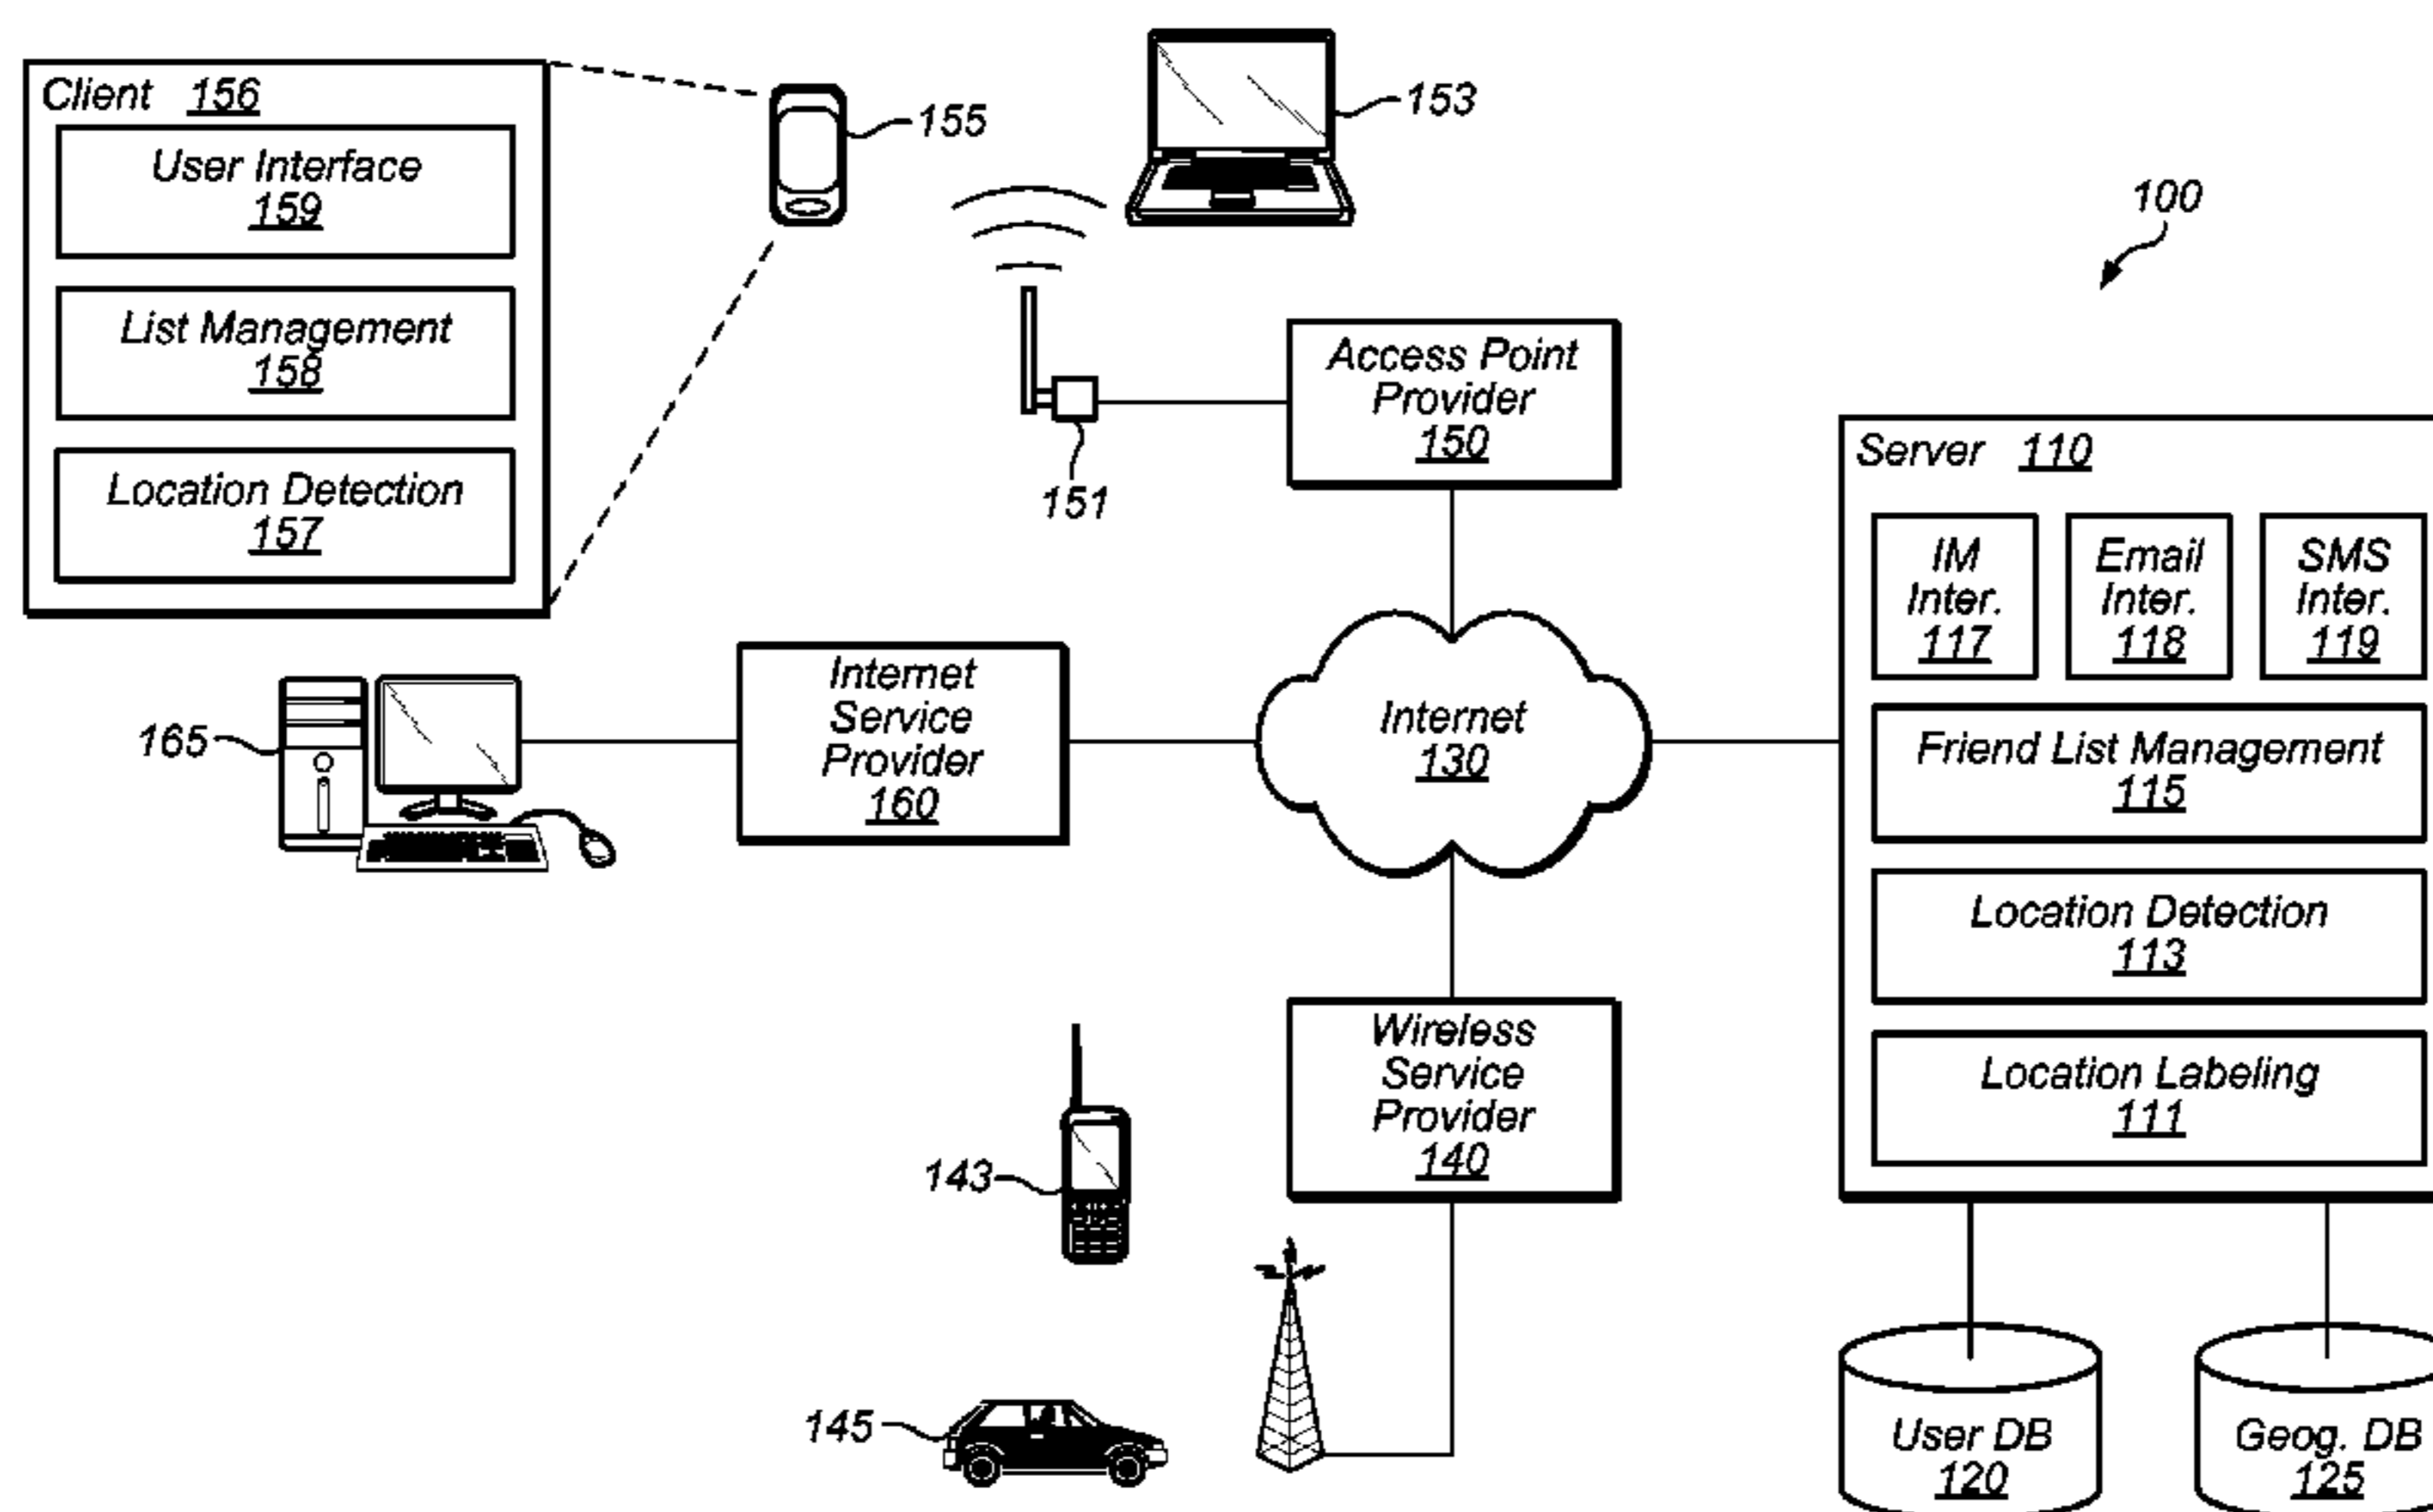 Client 156
User Interface
159
List Management
158
Location Detection
157
155
153
100
151
Access Point
Provider
150
Server 110
IM
Inter.
117
Email
Inter.
118
SMS
Inter.
119
Friend List Management
115
Location Detection
113
Location Labeling
111
165
Internet
Service
Provider
160
Internet
130
Wireless
Service
Provider
140
143
145
User DB
120
Geog. DB
125